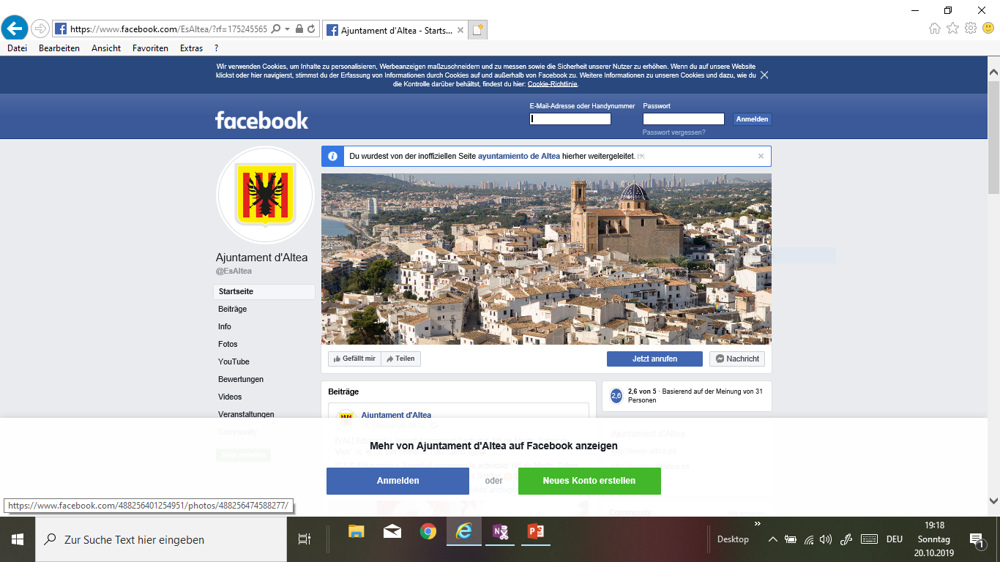 https://www.facebook.com/EsAltea/?rf=175245565
Ajuntament d'Altea - Starts...
Datei Bearbeiten Ansicht Favoriten Extras ?
Wir verwenden Cookies, um Inhalte zu personalisieren, Werbeanzeigen maßzuschneidern und zu messen sowie die Sicherheit unserer Nutzer zu erhöhen. Wenn du auf unsere Website
klickst oder hier navigierst, stimmst du der Erfassung von Informationen durch Cookies auf und außerhalb von Facebook zu. Weitere Informationen zu unseren Cookies und dazu, wie du
die Kontrolle darüber behältst, findest du hier: Cookie-Richtlinie.
facebook
E-Mail-Adresse oder Handynummer
Passwort
Anmelden
Passwort vergessen?
Du wurdest von der inoffiziellen Seite ayuntamiento de Altea hierher weitergeleitet. [?]
Ajuntament d'Altea
@EsAltea
Startseite
Beiträge
Info
Fotos
YouTube
Bewertungen
Videos
Veranstaltungen
Community
Gefällt mir
Teilen
Jetzt anrufen
Nachricht
Beiträge
Ajuntament d'Altea
2,6
2,6 von 5 · Basierend auf der Meinung von 31
Personen
Ajuntament d'Altea
Mehr von Ajuntament d'Altea auf Facebook anzeigen
Anmelden
oder
Neues Konto erstellen
Community
https://www.facebook.com/488256401254951/photos/488256474588277/
Zur Suche Text hier eingeben
Desktop
DEU
19:18
Sonntag
20.10.2019
1